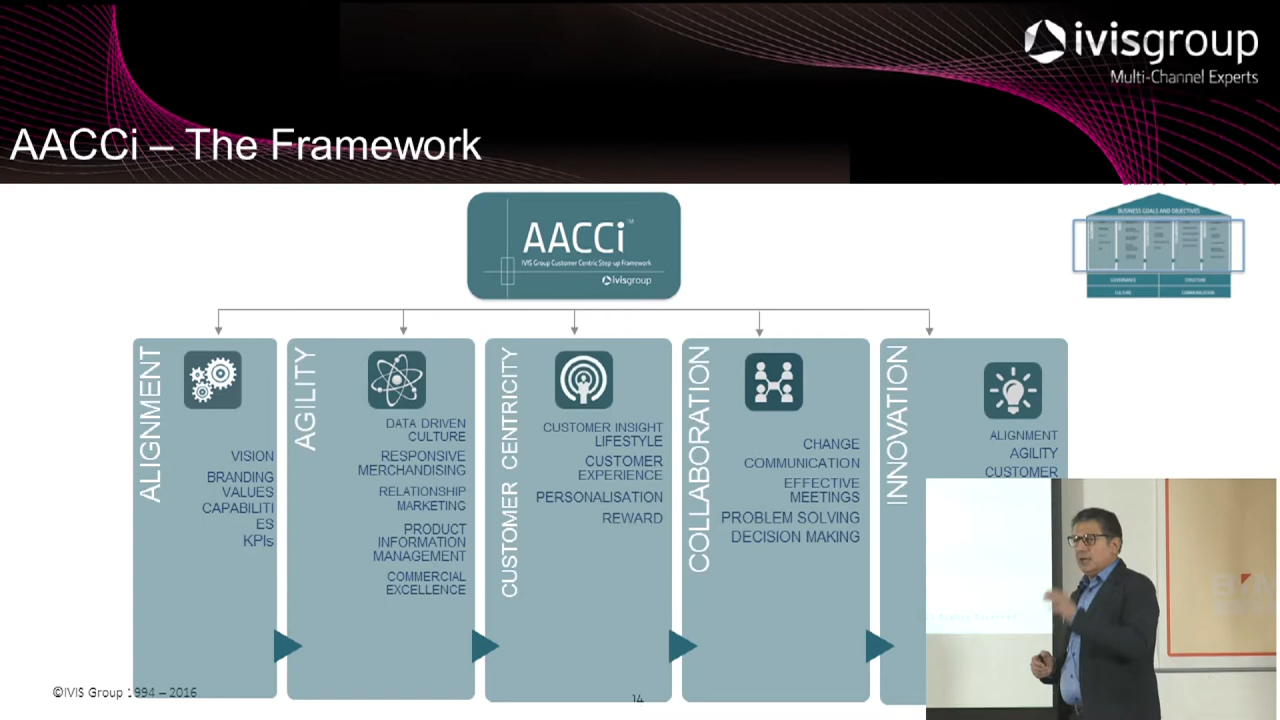 ivisgroup
Multi-Channel Experts
AACCi – The Framework
AACCi™
IVIS Group Customer Centric Step-up Framework
ivisgroup
BUSINESS GOALS AND OBJECTIVES
GOVERNANCE
STRUCTURE
CULTURE
COMMUNICATION
ALIGNMENT
VISION
BRANDING
VALUES
CAPABILITI
ES
KPIs
AGILITY
DATA DRIVEN
CULTURE
RESPONSIVE
MERCHANDISING
RELATIONSHIP
MARKETING
PRODUCT
INFORMATION
MANAGEMENT
COMMERCIAL
EXCELLENCE
CUSTOMER CENTRICITY
CUSTOMER INSIGHT
LIFESTYLE
CUSTOMER
EXPERIENCE
PERSONALISATION
REWARD
COLLABORATION
CHANGE
COMMUNICATION
EFFECTIVE
MEETINGS
PROBLEM SOLVING
DECISION MAKING
INNOVATION
ALIGNMENT
AGILITY
CUSTOMER
©IVIS Group 1994 – 2016
14